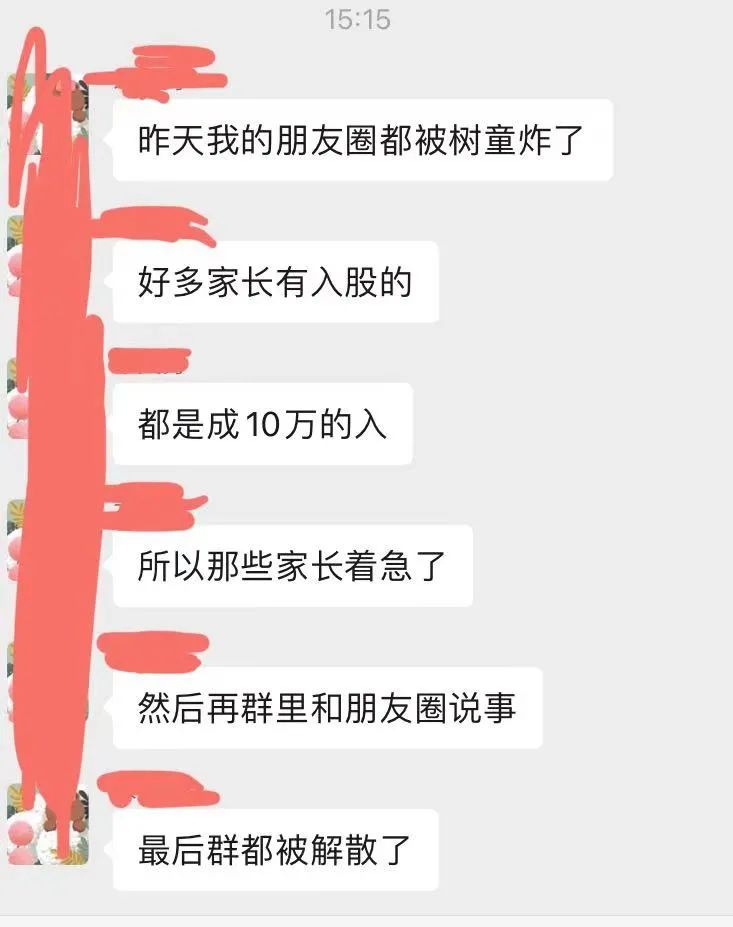 15:15
昨天我的朋友圈都被树童炸了
好多家长有入股的
都是成10万的入
所以那些家长着急了
然后再群里和朋友圈说事
最后群都被解散了